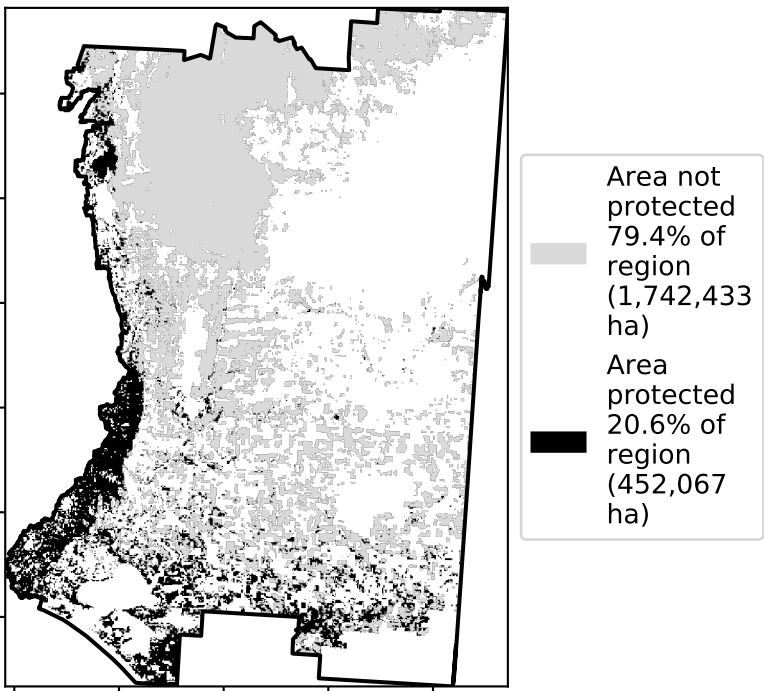 Area not
protected
79.4% of
region
(1,742,433
ha)
Area
protected
20.6% of
region
(452,067
ha)